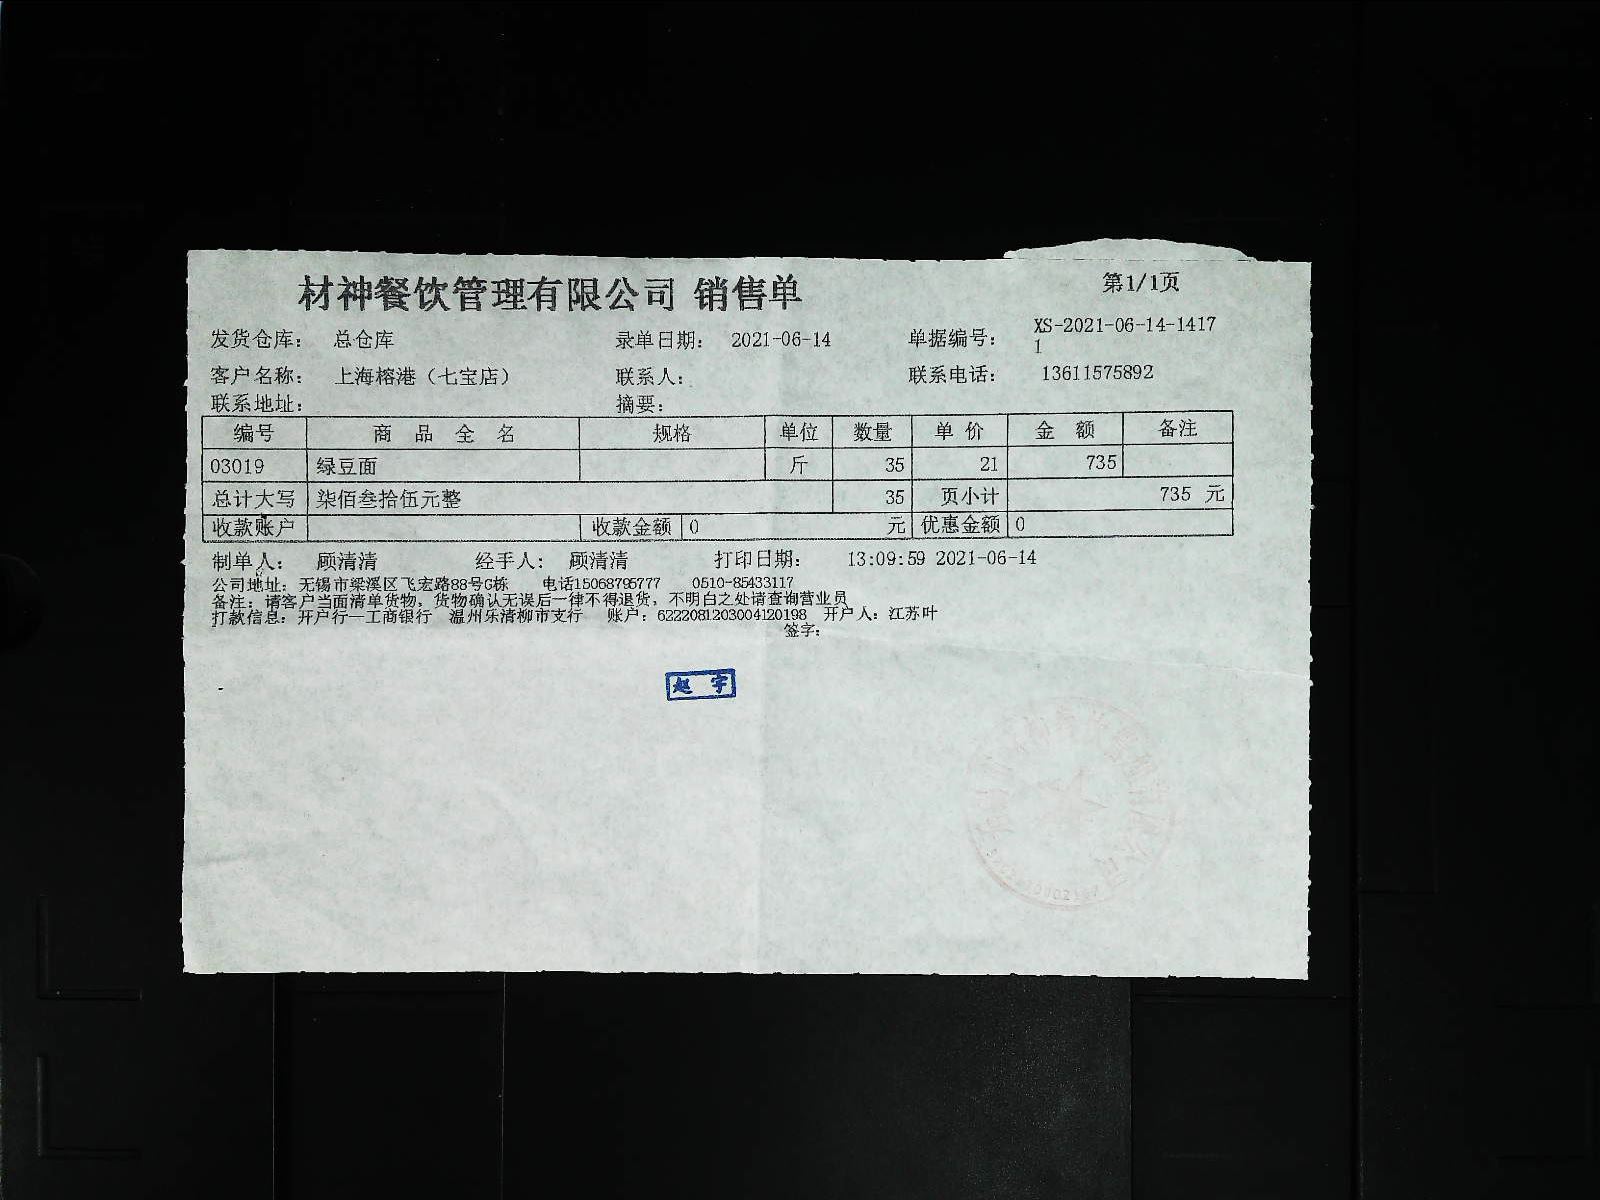 材神餐饮管理有限公司 销售单
第1/1页
发货仓库： 总仓库 录单日期： 2021-06-14 单据编号： XS-2021-06-14-1417
1
客户名称： 上海榕港（七宝店） 联系人： 联系电话： 13611575892
联系地址： 摘要：
编号 商 品 全 名 规格 单位 数量 单 价 金 额 备注
03019 绿豆面 斤 35 21 735
总计大写 柒佰叁拾伍元整 35 页小计 735 元
收款账户 收款金额 0 元 优惠金额 0
制单人： 顾清清 经手人： 顾清清 打印日期： 13:09:59 2021-06-14
公司地址：无锡市梁溪区飞宏路88号G栋 电话15068795777 0510-85433117
备注：请客户当面清单货物，货物确认无误后一律不得退货，不明白之处请查询营业员
打款信息：开户行—工商银行 温州乐清柳市支行 账户：6222081203004120198 开户人：江苏叶
签字：
赵 宇